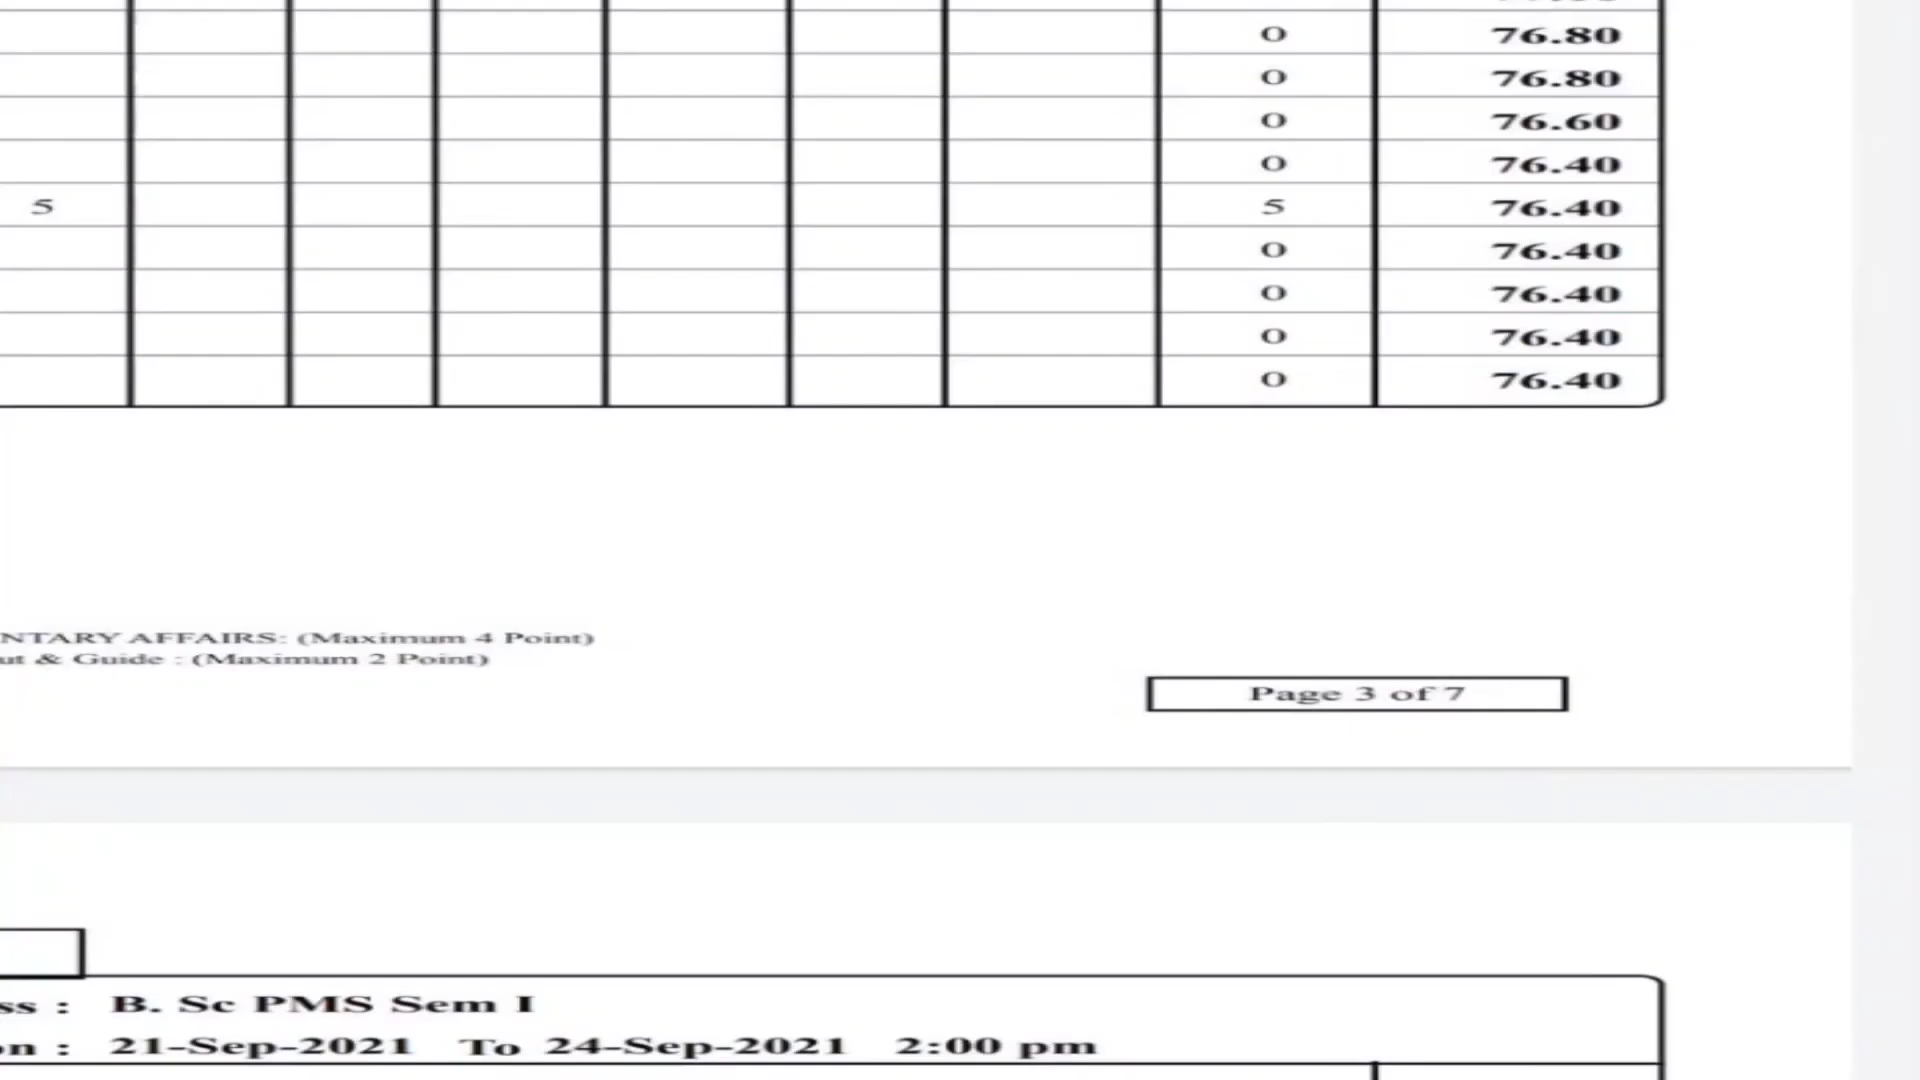 0 76.80
0 76.80
0 76.60
0 76.40
5 5 76.40
0 76.40
0 76.40
0 76.40
0 76.40
NTARY AFFAIRS: (Maximum 4 Point)
ut & Guide : (Maximum 2 Point)
Page 3 of 7
ss : B. Sc PMS Sem I
on : 21-Sep-2021 To 24-Sep-2021 2:00 pm